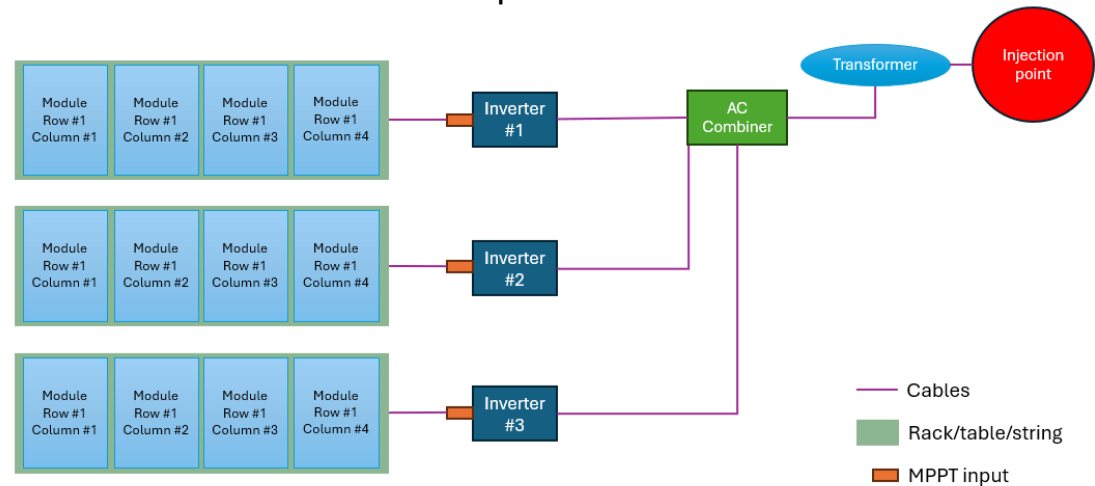 Module
Row #1
Column #1
Module
Row #1
Column #2
Module
Row #1
Column #3
Module
Row #1
Column #4
Inverter
#1
AC
Combiner
Transformer
Injection
point
Module
Row #1
Column #1
Module
Row #1
Column #2
Module
Row #1
Column #3
Module
Row #1
Column #4
Inverter
#2
Module
Row #1
Column #1
Module
Row #1
Column #2
Module
Row #1
Column #3
Module
Row #1
Column #4
Inverter
#3
Cables
Rack/table/string
MPPT input